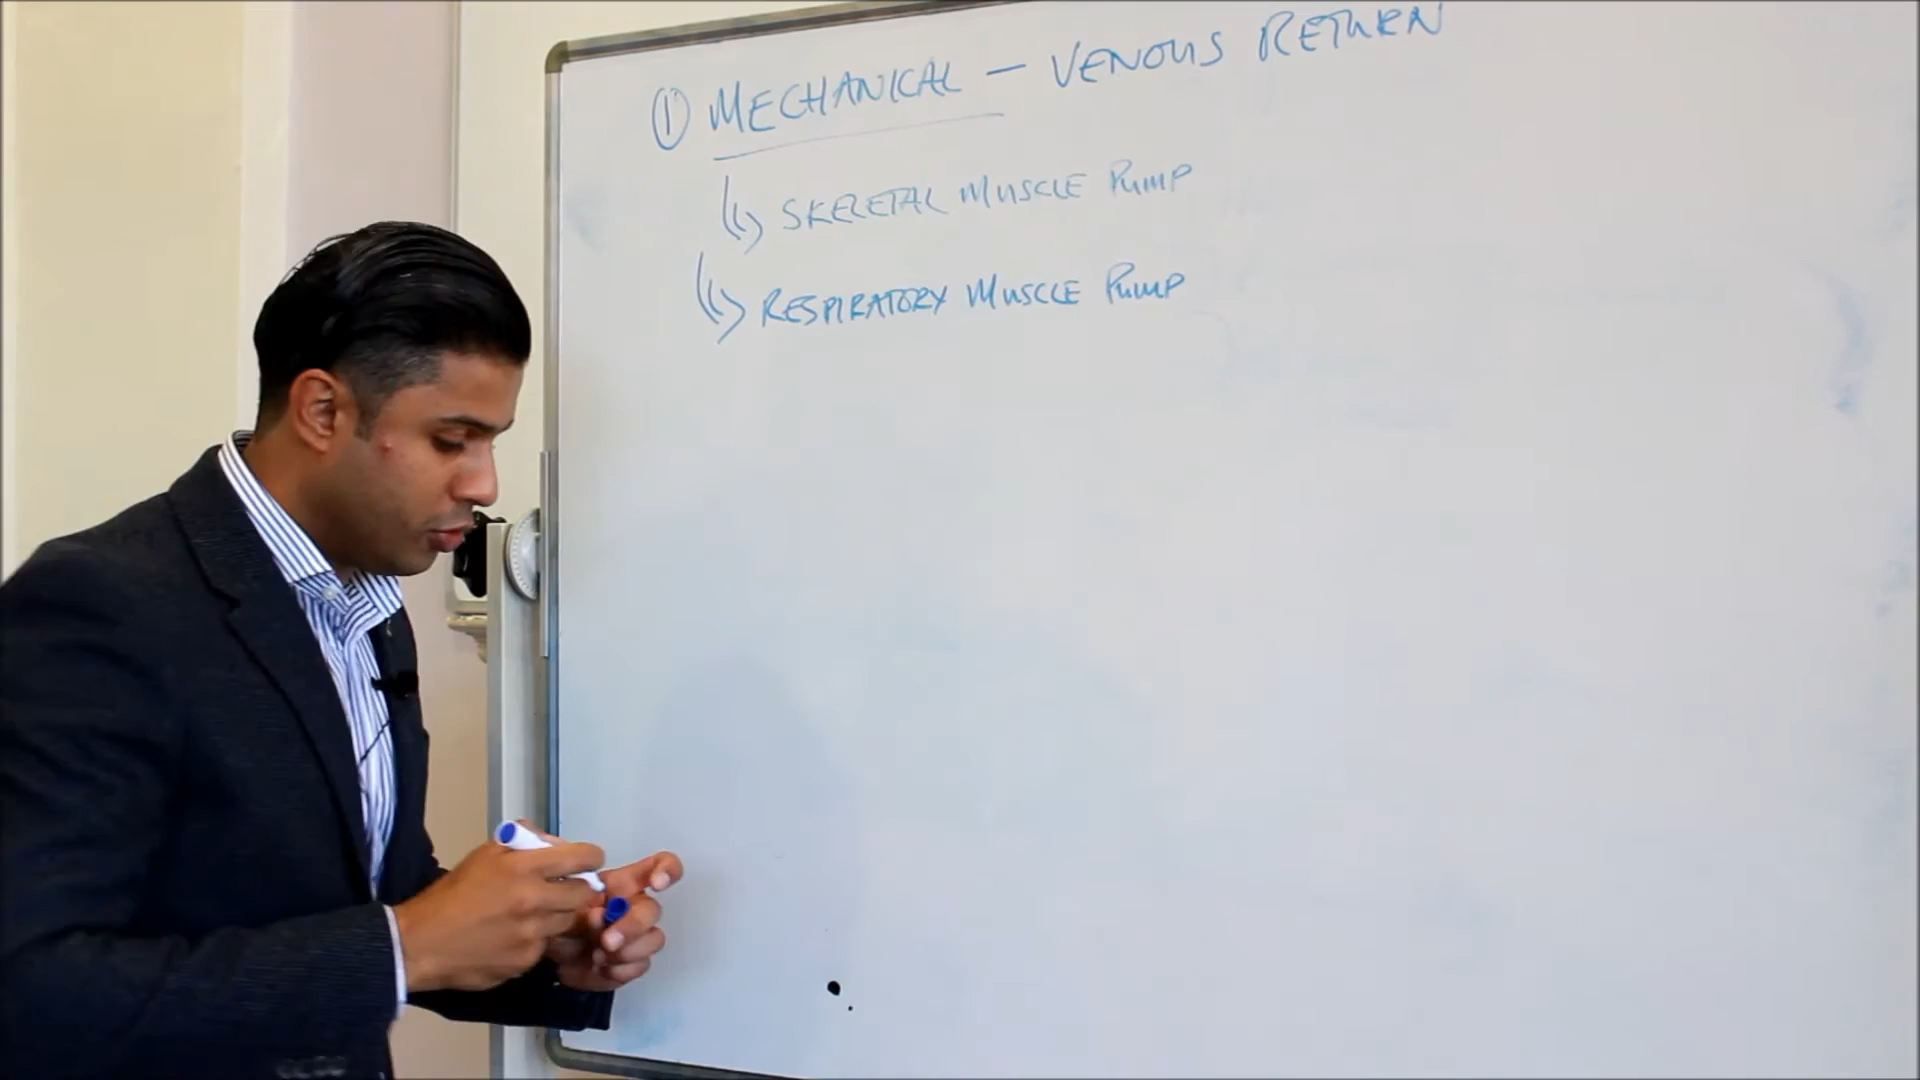 ① MECHANICAL - VENOUS RETURN
↳ SKELETAL MUSCLE PUMP
↳ RESPIRATORY MUSCLE PUMP